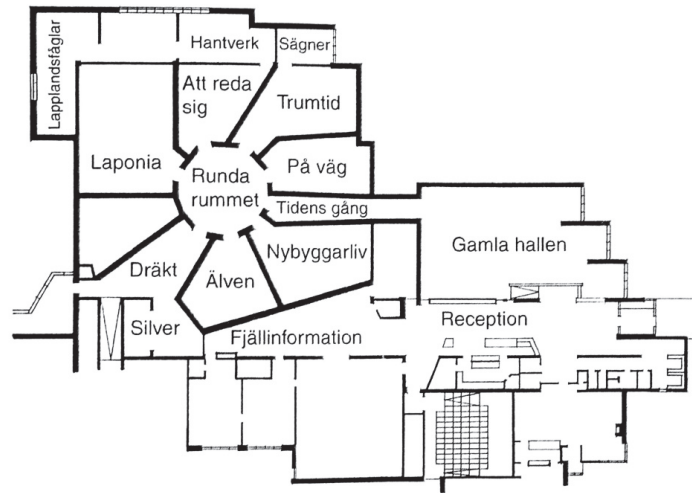 Lapplandsfåglar
Hantverk
Sägner
Att reda
sig
Trumtid
Laponia
Runda
rummet
På väg
Tidens gång
Gamla hallen
Dräkt
Älven
Nybyggarliv
Silver
Fjällinformation
Reception